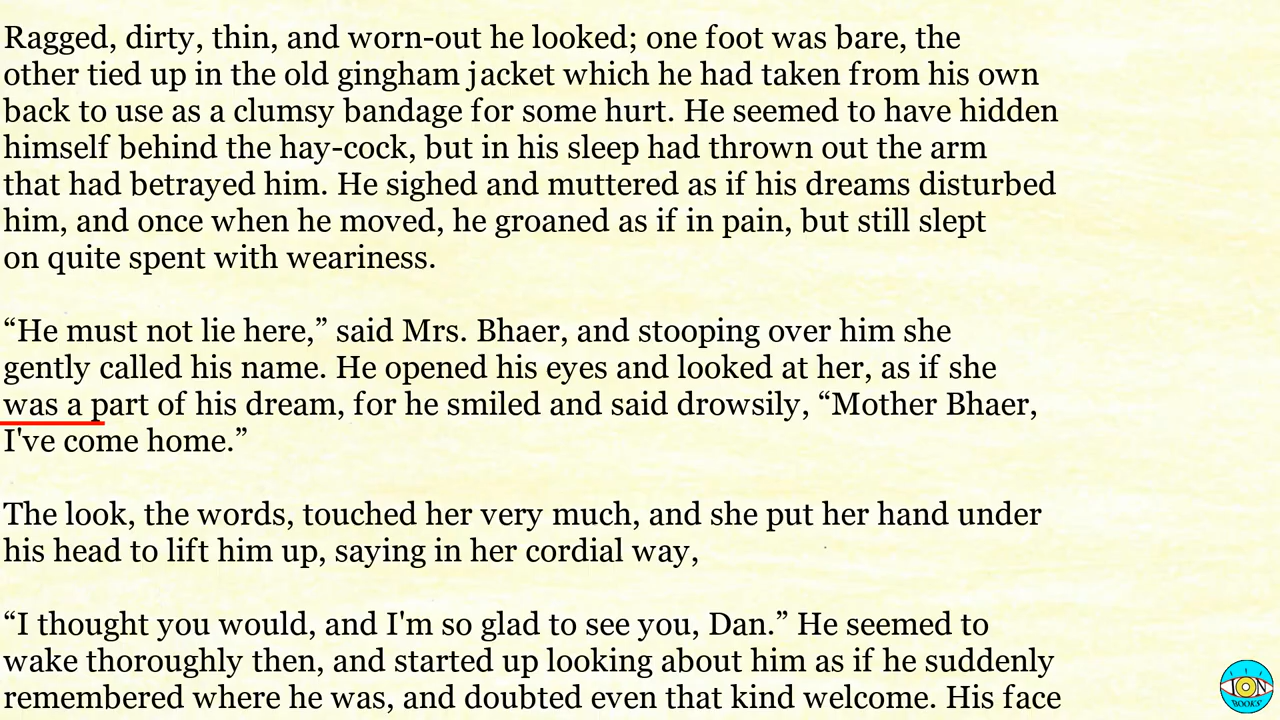 Ragged, dirty, thin, and worn-out he looked; one foot was bare, the
other tied up in the old gingham jacket which he had taken from his own
back to use as a clumsy bandage for some hurt. He seemed to have hidden
himself behind the hay-cock, but in his sleep had thrown out the arm
that had betrayed him. He sighed and muttered as if his dreams disturbed
him, and once when he moved, he groaned as if in pain, but still slept
on quite spent with weariness.
“He must not lie here,” said Mrs. Bhaer, and stooping over him she
gently called his name. He opened his eyes and looked at her, as if she
was a part of his dream, for he smiled and said drowsily, “Mother Bhaer,
I've come home.”
The look, the words, touched her very much, and she put her hand under
his head to lift him up, saying in her cordial way,
“I thought you would, and I'm so glad to see you, Dan.” He seemed to
wake thoroughly then, and started up looking about him as if he suddenly
remembered where he was, and doubted even that kind welcome. His face
ION
BOOKS